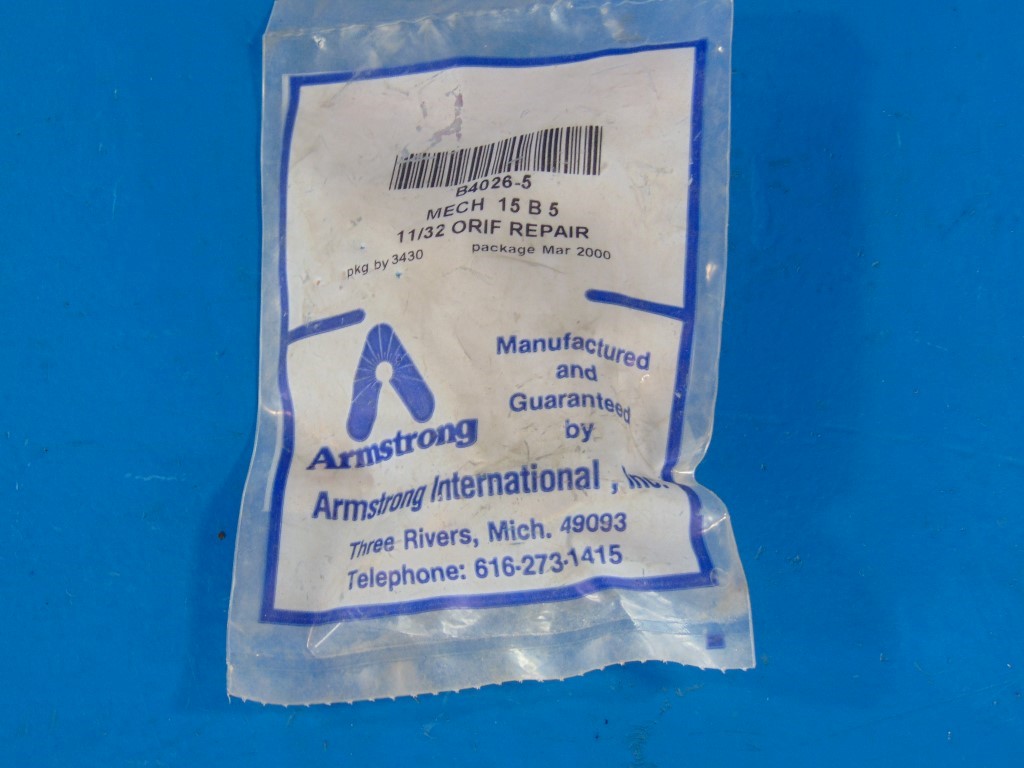 B4026-5
MECH 15 B 5
11/32 ORIF REPAIR
pkg by 3430 package Mar 2000
Manufactured
and
Guaranteed
by
Armstrong
Armstrong International , Inc.
Three Rivers, Mich. 49093
Telephone: 616-273-1415